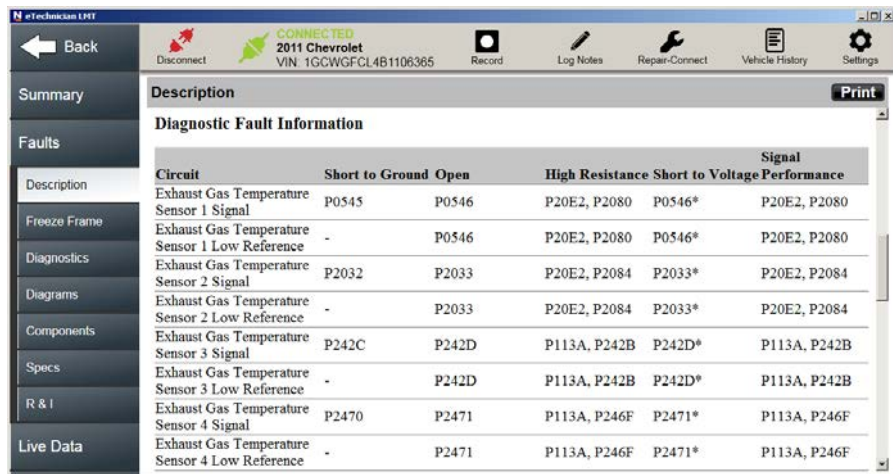 N eTechnician LMT
Back
Disconnect
CONNECTED
2011 Chevrolet
VIN: 1GCWGFCL4B1106365
Record
Log Notes
Repair-Connect
Vehicle History
Settings
Summary
Faults
Description
Freeze Frame
Diagnostics
Diagrams
Components
Specs
R & I
Live Data
Description
Print
Diagnostic Fault Information
Signal
Circuit Short to Ground Open High Resistance Short to Voltage Performance
Exhaust Gas Temperature
Sensor 1 Signal P0545 P0546 P20E2, P2080 P0546* P20E2, P2080
Exhaust Gas Temperature
Sensor 1 Low Reference - P0546 P20E2, P2080 P0546* P20E2, P2080
Exhaust Gas Temperature
Sensor 2 Signal P2032 P2033 P20E2, P2084 P2033* P20E2, P2084
Exhaust Gas Temperature
Sensor 2 Low Reference - P2033 P20E2, P2084 P2033* P20E2, P2084
Exhaust Gas Temperature
Sensor 3 Signal P242C P242D P113A, P242B P242D* P113A, P242B
Exhaust Gas Temperature
Sensor 3 Low Reference - P242D P113A, P242B P242D* P113A, P242B
Exhaust Gas Temperature
Sensor 4 Signal P2470 P2471 P113A, P246F P2471* P113A, P246F
Exhaust Gas Temperature
Sensor 4 Low Reference - P2471 P113A, P246F P2471* P113A, P246F